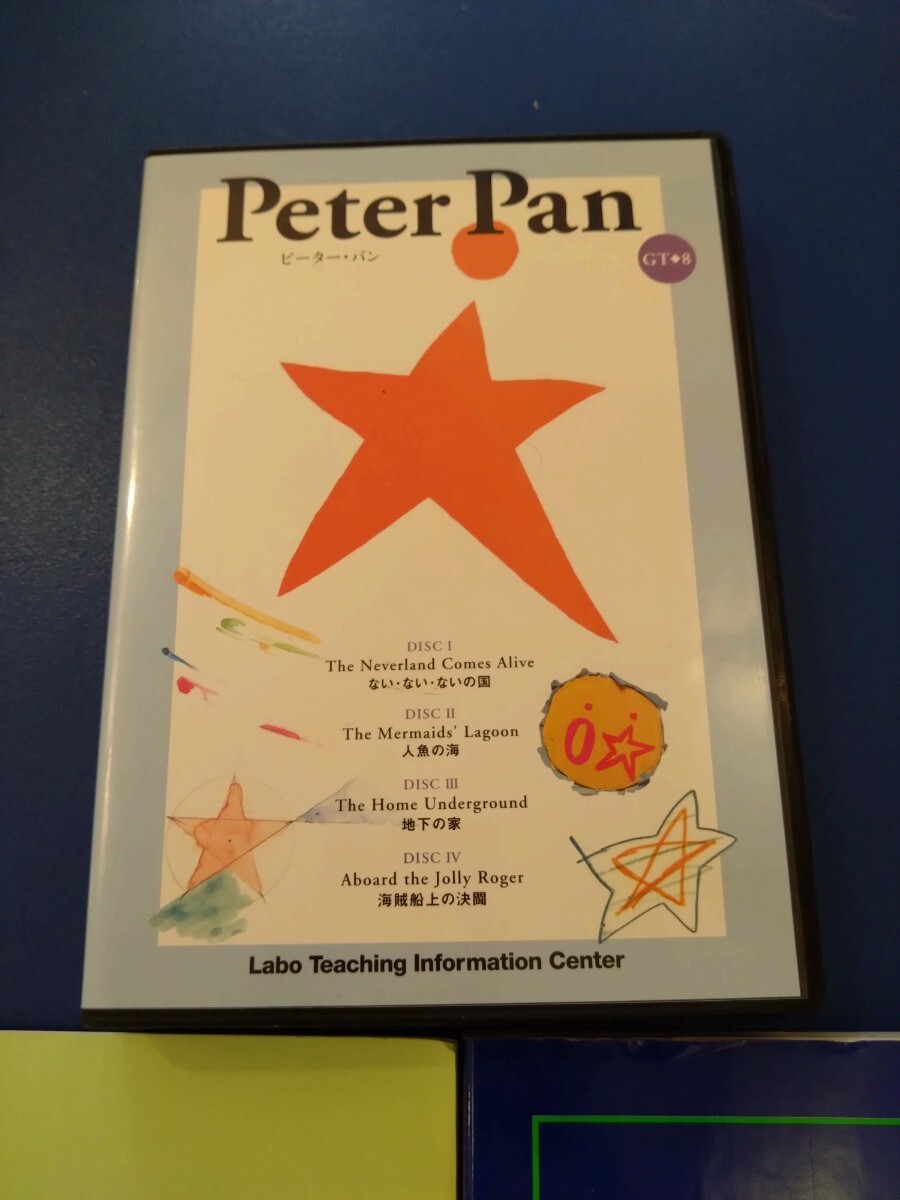 Peter Pan
ピーター・パン
GT◆8
DISC I
The Neverland Comes Alive
ない・ない・ないの国
DISC II
The Mermaids' Lagoon
人魚の海
DISC III
The Home Underground
地下の家
DISC IV
Aboard the Jolly Roger
海賊船上の決闘
Labo Teaching Information Center